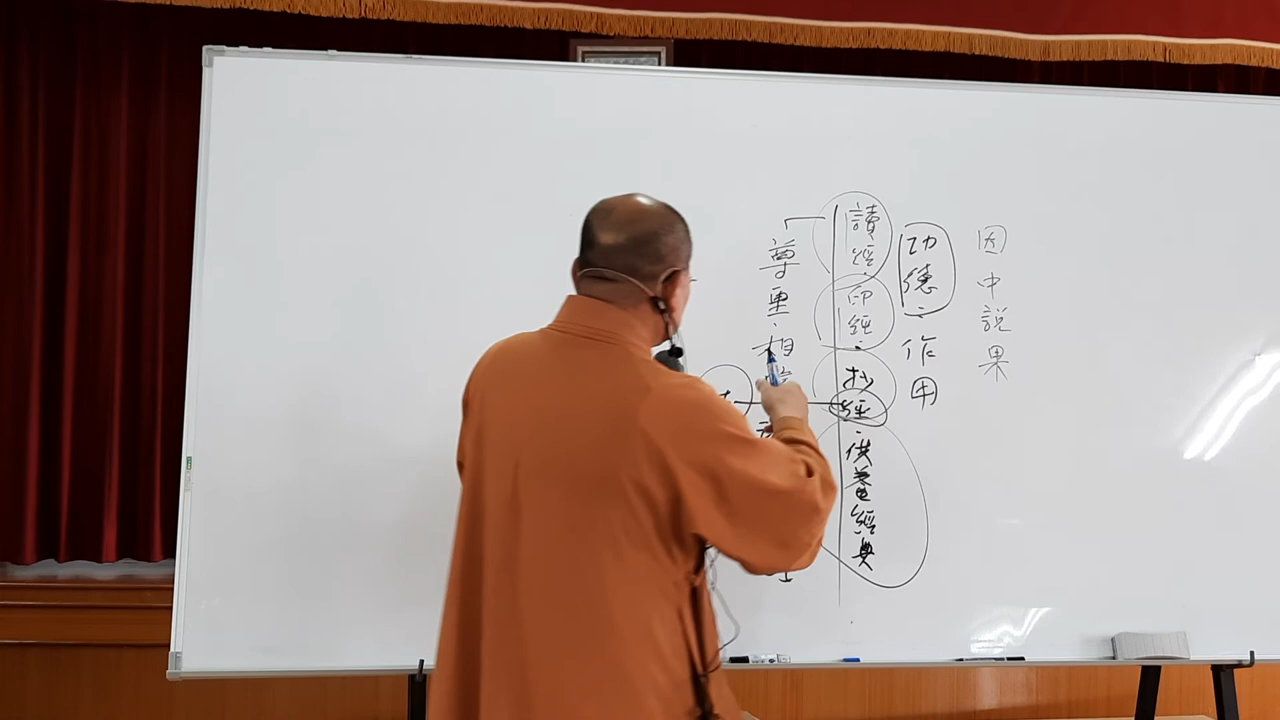 因中說果
功德、作用
讀經、印經、抄經、供養經典
尊重、相